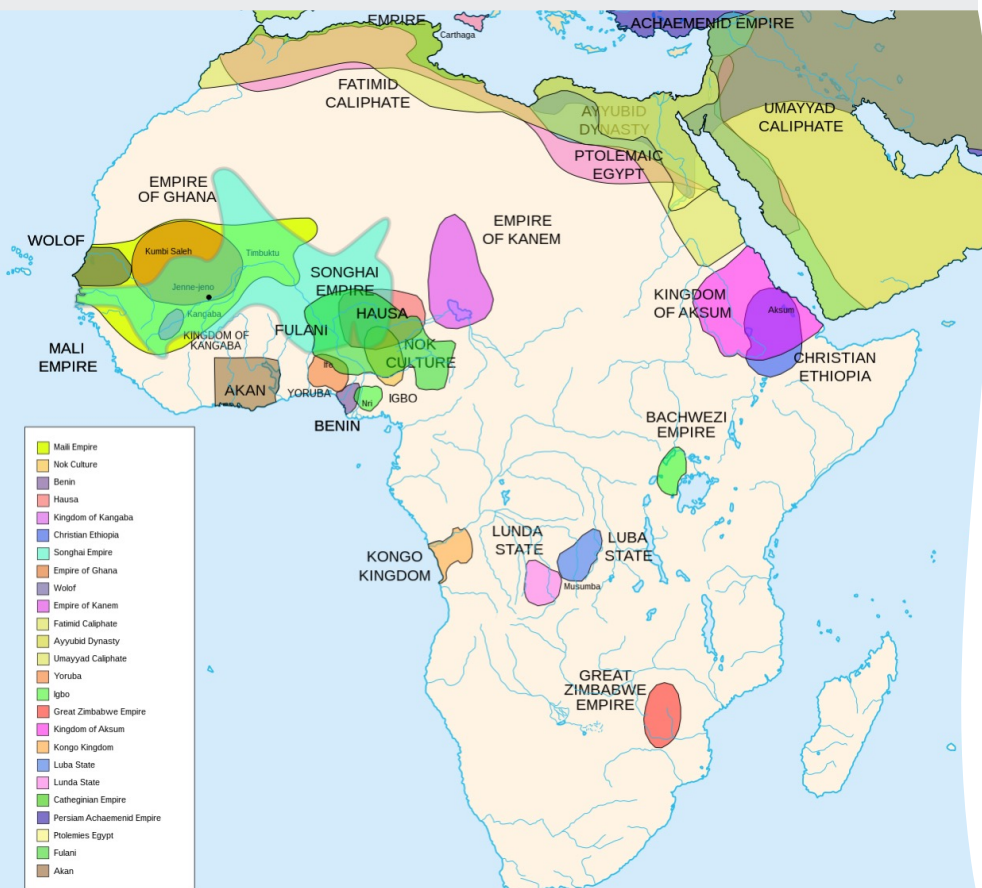 EMPIRE
Carthaga
ACHAEMENID EMPIRE
FATIMID
CALIPHATE
AYYUBID
DYNASTY
UMAYYAD
CALIPHATE
PTOLEMAIC
EGYPT
EMPIRE
OF GHANA
EMPIRE
OF KANEM
WOLOF
Kumbi Saleh
Timbuktu
Jenne-jeno
SONGHAI
EMPIRE
KINGDOM
OF AKSUM
Aksum
Kangaba
HAUSA
FULANI
KINGDOM OF
KANGABA
NOK
CULTURE
MALI
EMPIRE
CHRISTIAN
ETHIOPIA
Ife
AKAN
YORUBA
Nri
IGBO
BENIN
BACHWEZI
EMPIRE
LUNDA
STATE
LUBA
STATE
KONGO
KINGDOM
Musumba
GREAT
ZIMBABWE
EMPIRE
Maili Empire
Nok Culture
Benin
Hausa
Kingdom of Kangaba
Christian Ethiopia
Songhai Empire
Empire of Ghana
Wolof
Empire of Kanem
Fatimid Caliphate
Ayyubid Dynasty
Umayyad Caliphate
Yoruba
Igbo
Great Zimbabwe Empire
Kingdom of Aksum
Kongo Kingdom
Luba State
Lunda State
Catheginian Empire
Persiam Achaemenid Empire
Ptolemies Egypt
Fulani
Akan